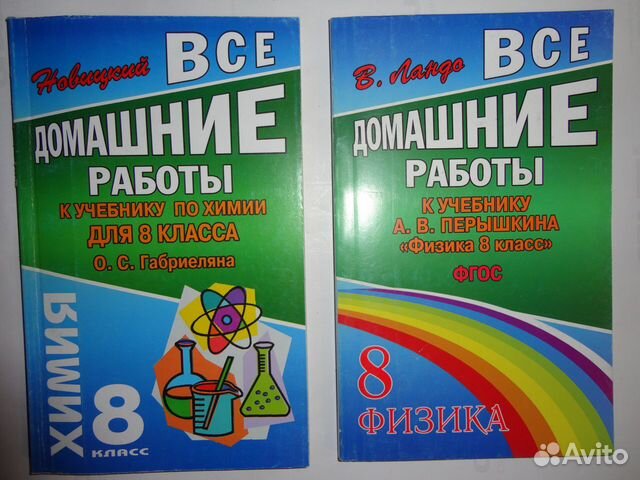 Новицкий
ВСЕ
ДОМАШНИЕ
РАБОТЫ
К УЧЕБНИКУ ПО ХИМИИ
ДЛЯ 8 КЛАССА
О. С. Габриеляна
ХИМИЯ
8
КЛАСС
В. Ландо
ВСЕ
ДОМАШНИЕ
РАБОТЫ
К УЧЕБНИКУ
А. В. ПЕРЫШКИНА
«Физика 8 класс»
ФГОС
8
ФИЗИКА
Avito